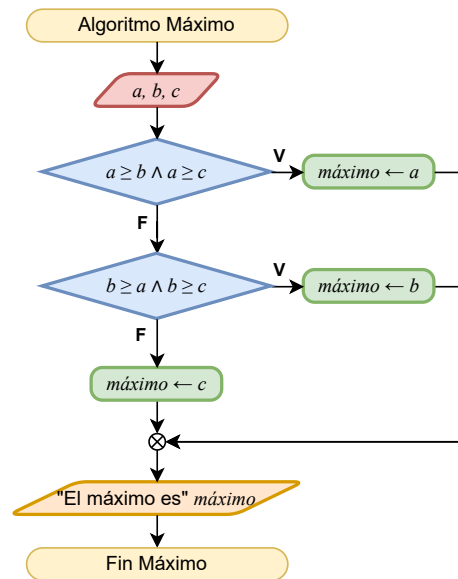 Algoritmo Máximo
a, b, c
a ≥ b ∧ a ≥ c
V
máximo ← a
F
b ≥ a ∧ b ≥ c
V
máximo ← b
F
máximo ← c
"El máximo es" máximo
Fin Máximo